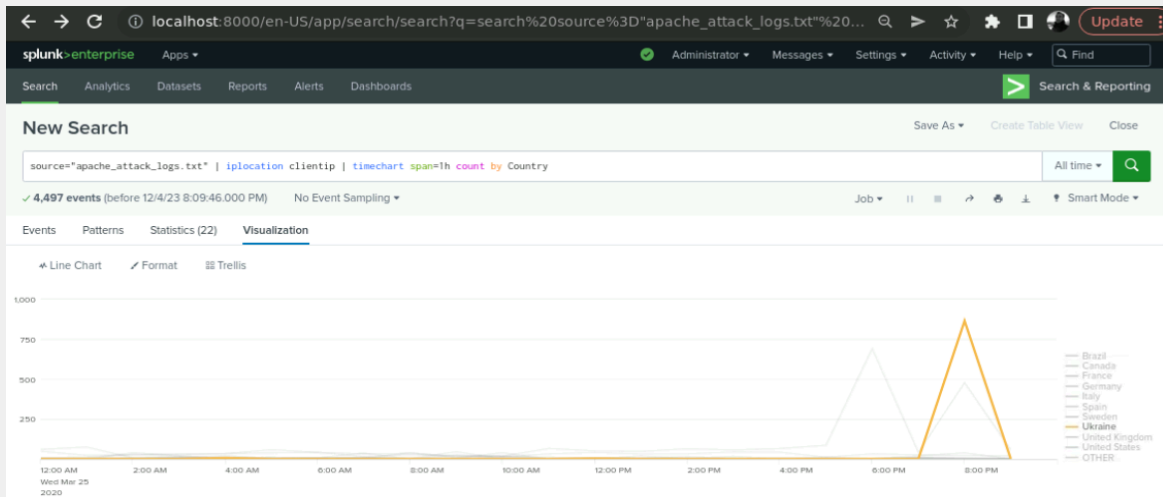 localhost:8000/en-US/app/search/search?q=search%20source%3D"apache_attack_logs.txt"%20... Update
splunk>enterprise Apps Administrator Messages Settings Activity Help Find
Search Analytics Datasets Reports Alerts Dashboards Search & Reporting
New Search Save As Create Table View Close
source="apache_attack_logs.txt" | iplocation clientip | timechart span=1h count by Country All time
4,497 events (before 12/4/23 8:09:46.000 PM) No Event Sampling Job Smart Mode
Events Patterns Statistics (22) Visualization
Line Chart Format Trellis
1,000
750
500
250
Brazil
Canada
France
Germany
Italy
Spain
Sweden
Ukraine
United Kingdom
United States
OTHER
12:00 AM 2:00 AM 4:00 AM 6:00 AM 8:00 AM 10:00 AM 12:00 PM 2:00 PM 4:00 PM 6:00 PM 8:00 PM
Wed Mar 25
2020